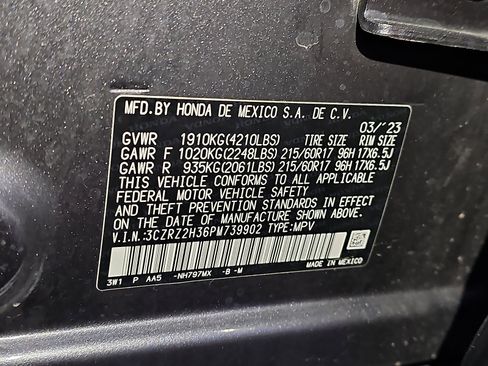 MFD.BY HONDA DE MEXICO S.A. DE C.V.
03/'23
GVWR 1910KG(4210LBS) TIRE SIZE RIM SIZE
GAWR F 1020KG(2248LBS) 215/60R17 96H 17X6.5J
GAWR R 935KG(2061LBS) 215/60R17 96H 17X6.5J
THIS VEHICLE CONFORMS TO ALL APPLICABLE
FEDERAL MOTOR VEHICLE SAFETY
AND THEFT PREVENTION STANDARDS IN EFFECT
ON THE DATE OF MANUFACTURE SHOWN ABOVE.
V.I.N.:3CZRZ2H36PM739902 TYPE:MPV
3W1 P AA5 -NH797MX -B -M
MADE IN MEXICO